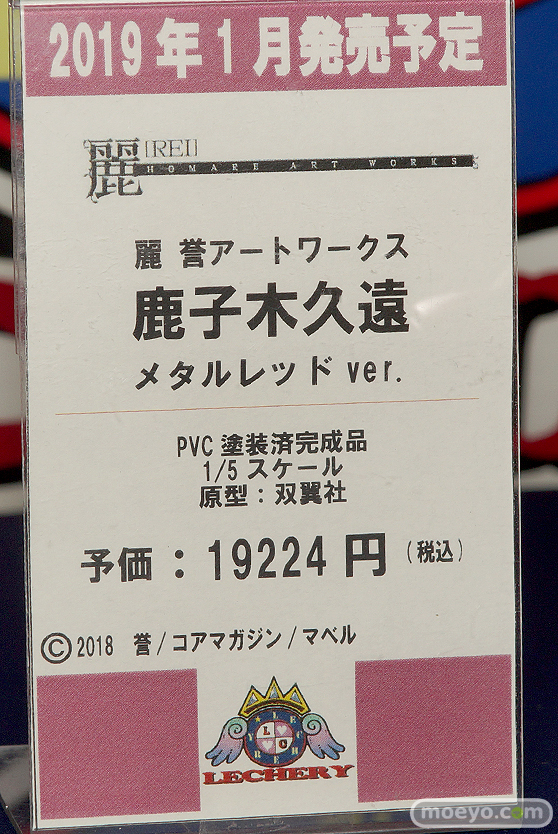 2019年1月発売予定
麗 [REI]
HOMARE ART WORKS
麗 誉アートワークス
鹿子木久遠
メタルレッド ver.
PVC 塗装済完成品
1/5 スケール
原型：双翼社
予価：19224円（税込）
©2018 誉/コアマガジン/マベル
LECHERY
moeyo.com